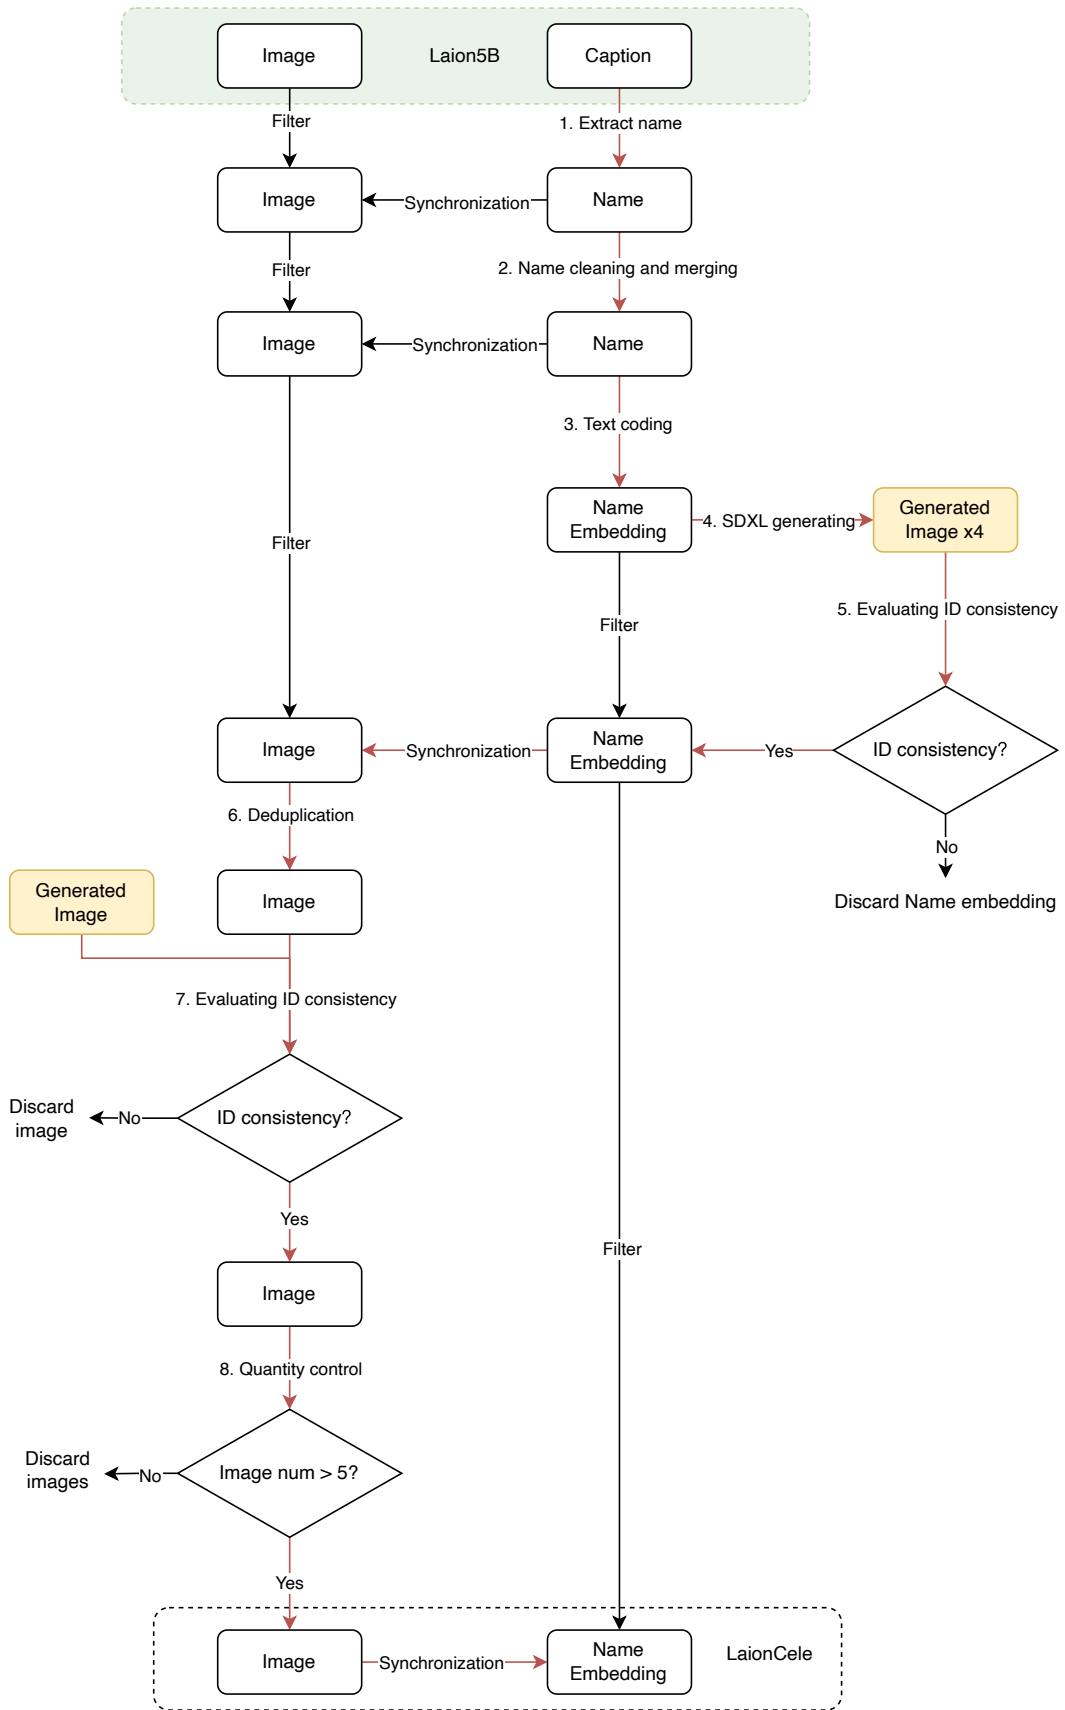 Image
Laion5B
Caption
Filter
1. Extract name
Image
Synchronization
Name
Filter
2. Name cleaning and merging
Image
Synchronization
Name
3. Text coding
Name
Embedding
4. SDXL generating
Generated
Image x4
Filter
Filter
5. Evaluating ID consistency
Image
Synchronization
Name
Embedding
Yes
ID consistency?
6. Deduplication
No
Discard Name embedding
Generated
Image
Image
7. Evaluating ID consistency
Discard
image
No
ID consistency?
Yes
Filter
Image
8. Quantity control
Discard
images
No
Image num > 5?
Yes
Image
Synchronization
Name
Embedding
LaionCele